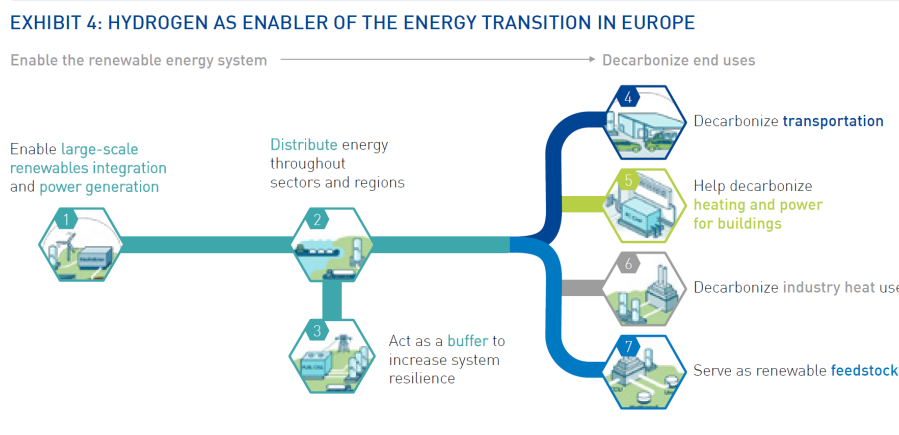 EXHIBIT 4: HYDROGEN AS ENABLER OF THE ENERGY TRANSITION IN EUROPE
Enable the renewable energy system
Decarbonize end uses
4
Decarbonize transportation
Enable large-scale
renewables integration
and power generation
Distribute energy
throughout
sectors and regions
5
Help decarbonize
heating and power
for buildings
1
2
6
Decarbonize industry heat use
3
FUEL CELL
Act as a buffer to
increase system
resilience
7
Serve as renewable feedstock